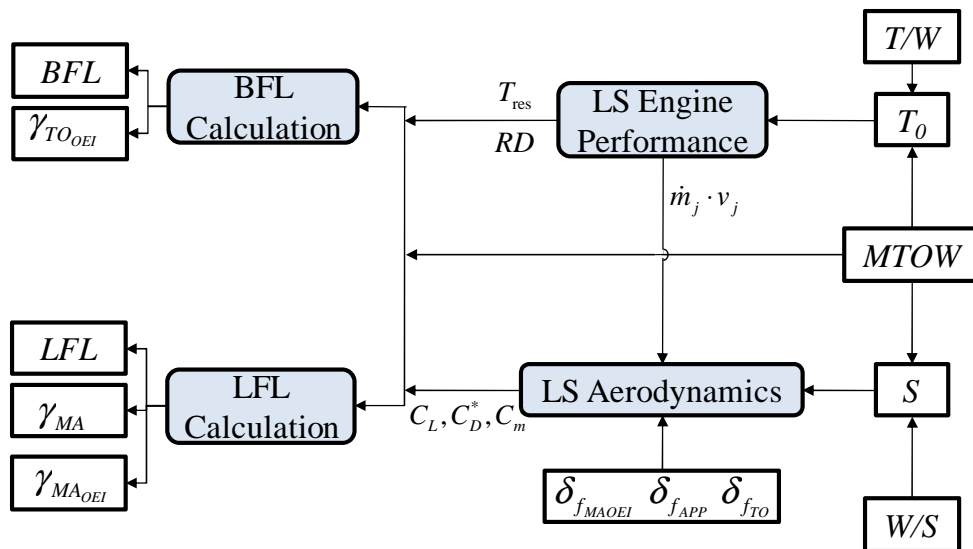 T/W
BFL
BFL
Calculation
T_res
RD
LS Engine
Performance
T_0
γ_TO_OEI
ṁ_j · v_j
MTOW
LFL
γ_MA
γ_MA_OEI
LFL
Calculation
C_L, C_D^*, C_m
LS Aerodynamics
S
δ_f_MAOEI δ_f_APP δ_f_TO
W/S